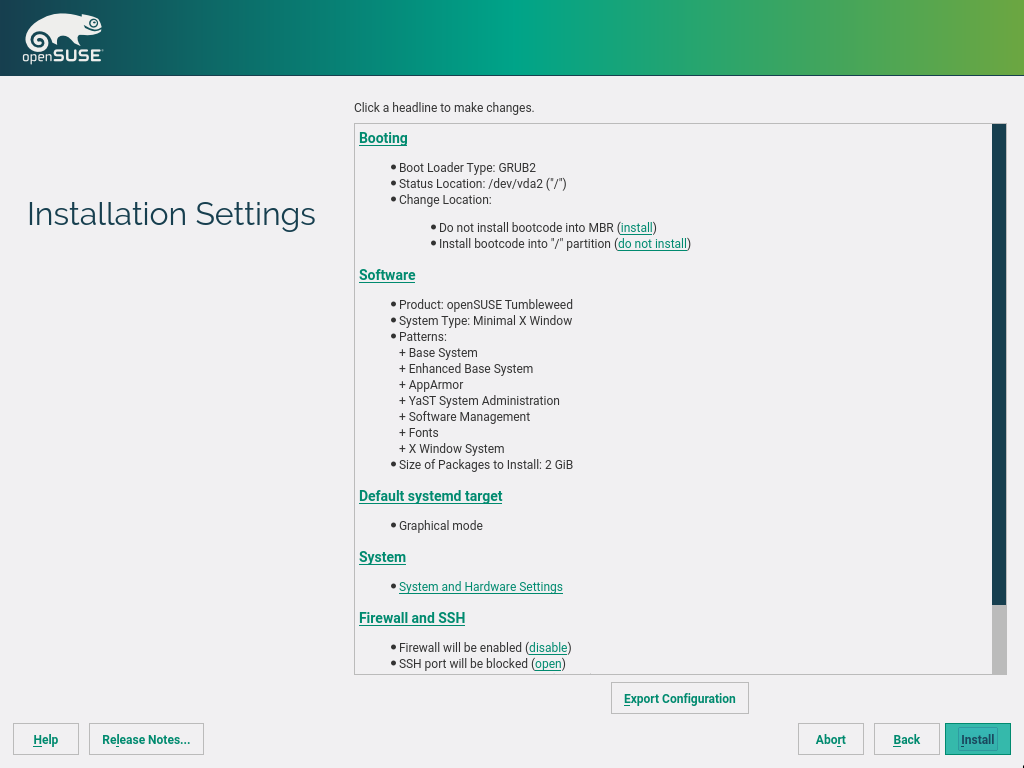 openSUSE
Click a headline to make changes.
Installation Settings
Booting
Boot Loader Type: GRUB2
Status Location: /dev/vda2 ("/")
Change Location:
Do not install bootcode into MBR (install)
Install bootcode into "/" partition (do not install)
Software
Product: openSUSE Tumbleweed
System Type: Minimal X Window
Patterns:
+ Base System
+ Enhanced Base System
+ AppArmor
+ YaST System Administration
+ Software Management
+ Fonts
+ X Window System
Size of Packages to Install: 2 GiB
Default systemd target
Graphical mode
System
System and Hardware Settings
Firewall and SSH
Firewall will be enabled (disable)
SSH port will be blocked (open)
Export Configuration
Help Release Notes... Abort Back Install